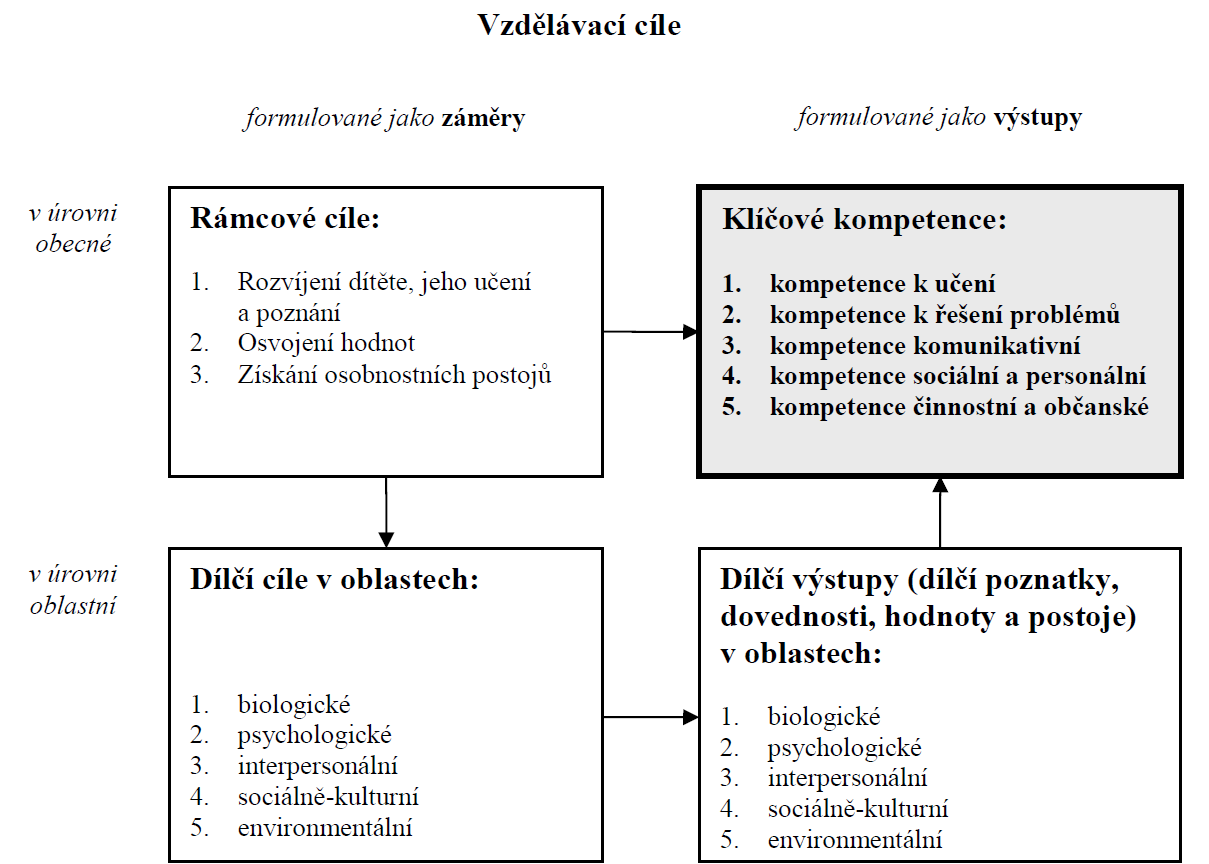 Vzdělávací cíle
formulované jako záměry
formulované jako výstupy
v úrovni
obecné
Rámcové cíle:
1. Rozvíjení dítěte, jeho učení
a poznání
2. Osvojení hodnot
3. Získání osobnostních postojů
Klíčové kompetence:
1. kompetence k učení
2. kompetence k řešení problémů
3. kompetence komunikativní
4. kompetence sociální a personální
5. kompetence činnostní a občanské
v úrovni
oblastní
Dílčí cíle v oblastech:
1. biologické
2. psychologické
3. interpersonální
4. sociálně-kulturní
5. environmentální
Dílčí výstupy (dílčí poznatky,
dovednosti, hodnoty a postoje)
v oblastech:
1. biologické
2. psychologické
3. interpersonální
4. sociálně-kulturní
5. environmentální